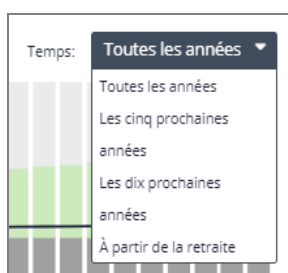 Temps: Toutes les années
Toutes les années
Les cinq prochaines
années
Les dix prochaines
années
À partir de la retraite